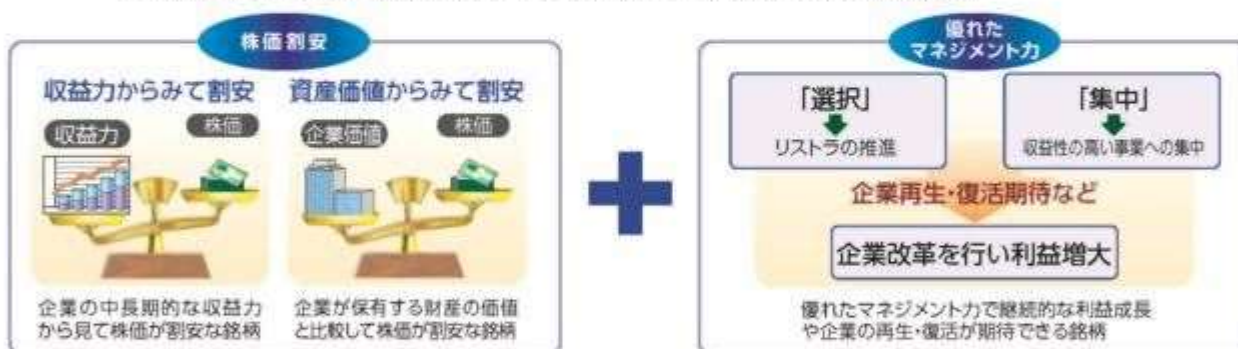 株価割安
収益力からみて割安
収益力
株価
企業の中長期的な収益力
から見て株価が割安な銘柄
資産価値からみて割安
企業価値
株価
企業が保有する財産の価値
と比較して株価が割安な銘柄
優れた
マネジメント力
「選択」
リストラの推進
「集中」
収益性の高い事業への集中
企業再生・復活期待など
企業改革を行い利益増大
優れたマネジメント力で継続的な利益成長
や企業の再生・復活が期待できる銘柄